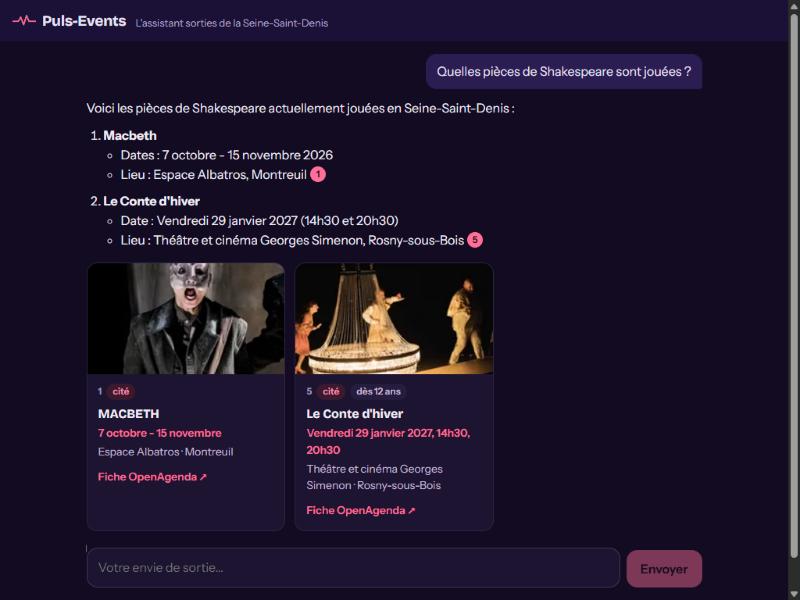 Puls-Events L'assistant sorties de la Seine-Saint-Denis
Quelles pièces de Shakespeare sont jouées ?
Voici les pièces de Shakespeare actuellement jouées en Seine-Saint-Denis :
1. Macbeth
Dates : 7 octobre - 15 novembre 2026
Lieu : Espace Albatros, Montreuil 1
2. Le Conte d'hiver
Date : Vendredi 29 janvier 2027 (14h30 et 20h30)
Lieu : Théâtre et cinéma Georges Simenon, Rosny-sous-Bois 5
1 cité
MACBETH
7 octobre - 15 novembre
Espace Albatros · Montreuil
Fiche OpenAgenda ↗
5 cité dès 12 ans
Le Conte d'hiver
Vendredi 29 janvier 2027, 14h30,
20h30
Théâtre et cinéma Georges
Simenon · Rosny-sous-Bois
Fiche OpenAgenda ↗
Votre envie de sortie...
Envoyer